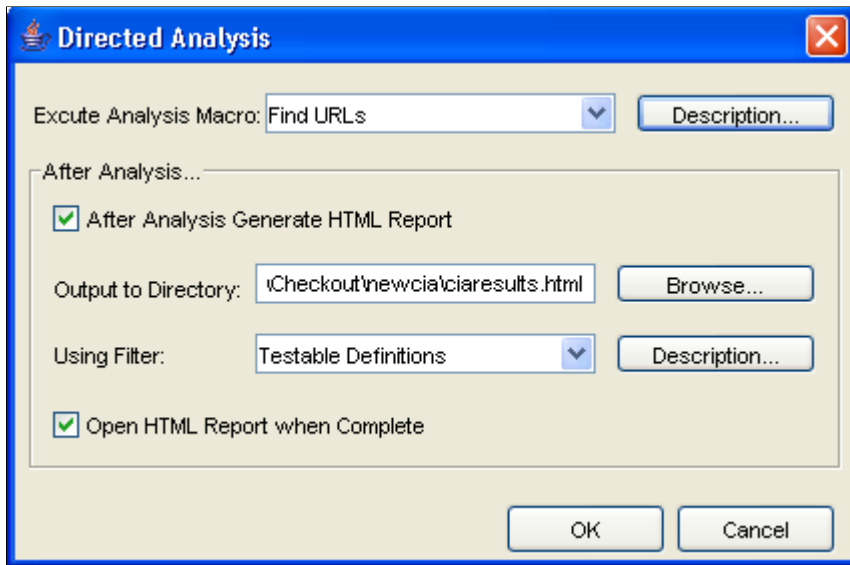 Directed Analysis
Excute Analysis Macro: Find URLs Description...
After Analysis...
After Analysis Generate HTML Report
Output to Directory: \Checkout\newcia\ciaresults.html Browse...
Using Filter: Testable Definitions Description...
Open HTML Report when Complete
OK Cancel